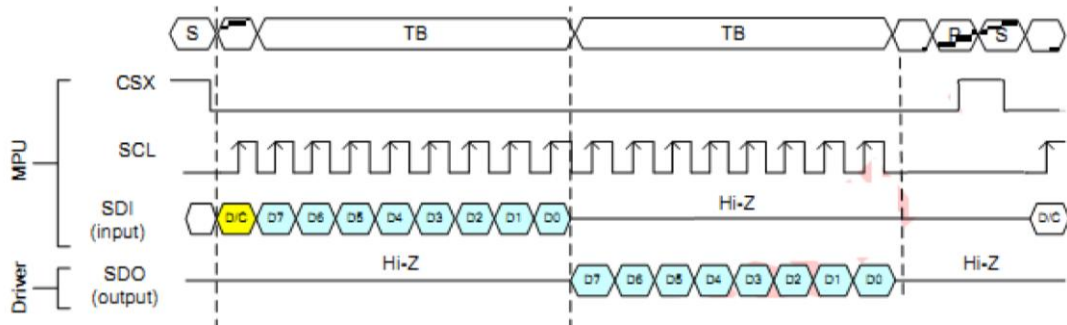 S TB TB P S
CSX
SCL
MPU
SDI
(input)
D/C D7 D6 D5 D4 D3 D2 D1 D0 Hi-Z D/C
Driver
SDO
(output)
Hi-Z D7 D6 D5 D4 D3 D2 D1 D0 Hi-Z